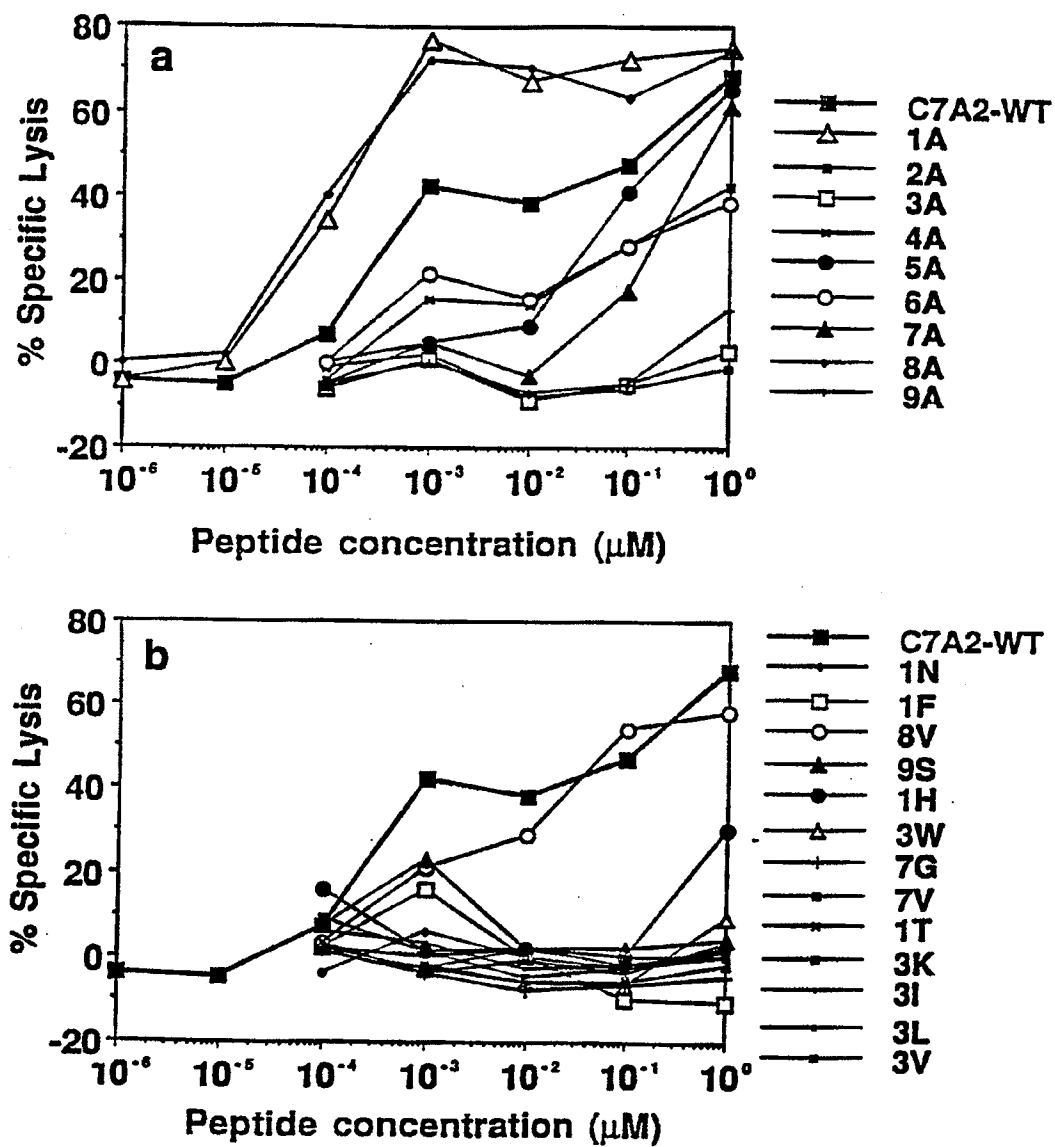 a
80
60
40
20
0
-20
% Specific Lysis
10⁻⁶ 10⁻⁵ 10⁻⁴ 10⁻³ 10⁻² 10⁻¹ 10⁰
Peptide concentration (µM)
C7A2-WT
1A
2A
3A
4A
5A
6A
7A
8A
9A
b
80
60
40
20
0
-20
% Specific Lysis
10⁻⁶ 10⁻⁵ 10⁻⁴ 10⁻³ 10⁻² 10⁻¹ 10⁰
Peptide concentration (µM)
C7A2-WT
1N
1F
8V
9S
1H
3W
7G
7V
1T
3K
3I
3L
3V